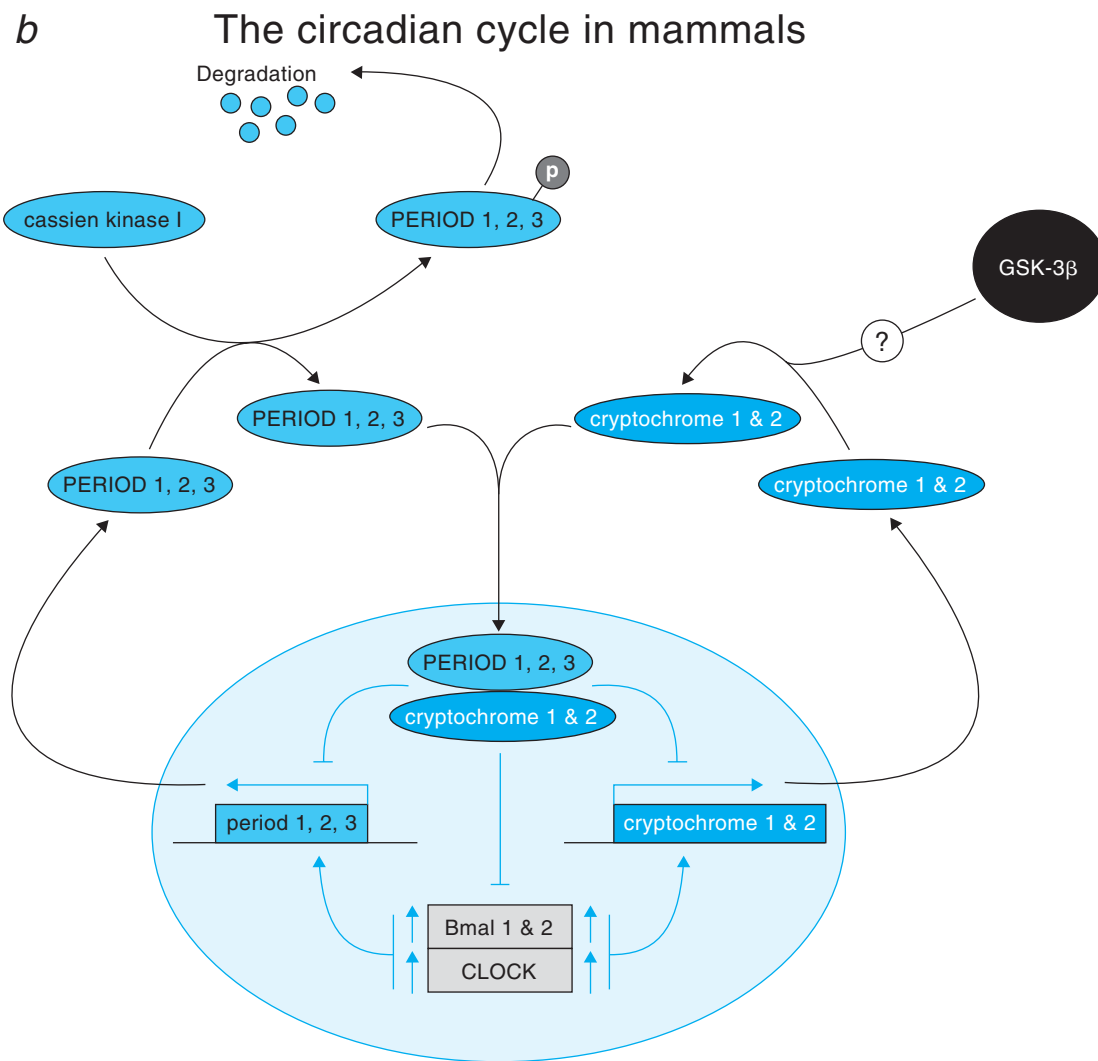 b
The circadian cycle in mammals
Degradation
p
cassien kinase I
PERIOD 1, 2, 3
GSK-3β
?
PERIOD 1, 2, 3
cryptochrome 1 & 2
PERIOD 1, 2, 3
cryptochrome 1 & 2
PERIOD 1, 2, 3
cryptochrome 1 & 2
period 1, 2, 3
cryptochrome 1 & 2
Bmal 1 & 2
CLOCK